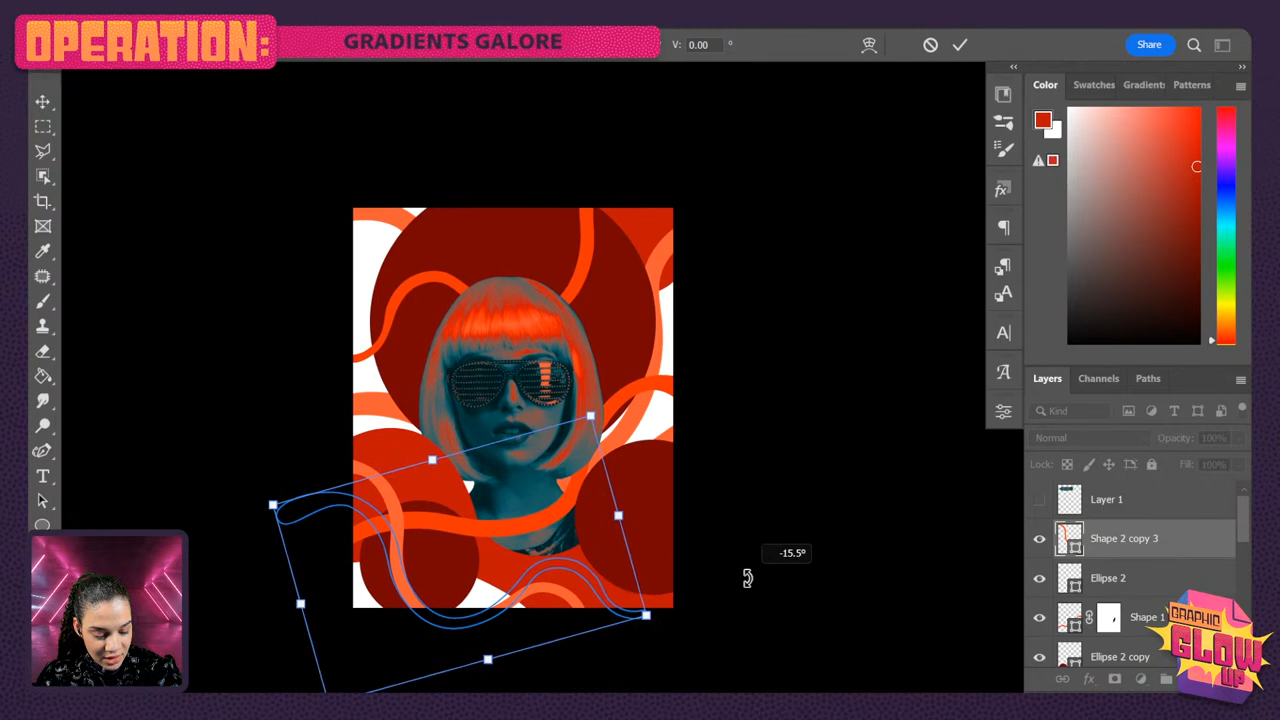 OPERATION:
GRADIENTS GALORE
V: 0.00 °
Share
Color Swatches Gradient: Patterns
Layers Channels Paths
Kind
Normal Opacity: 100%
Lock: Fill: 100%
Layer 1
Shape 2 copy 3
Ellipse 2
Shape 1
Ellipse 2 copy
-15.5°
GRAPHIC
GLOW
UP